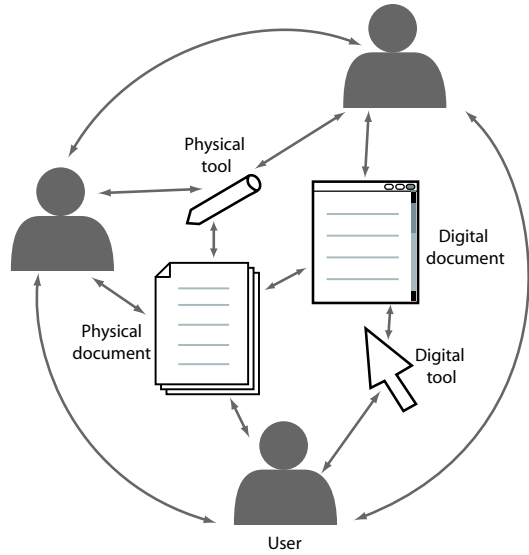 Physical
tool
Digital
document
Physical
document
Digital
tool
User